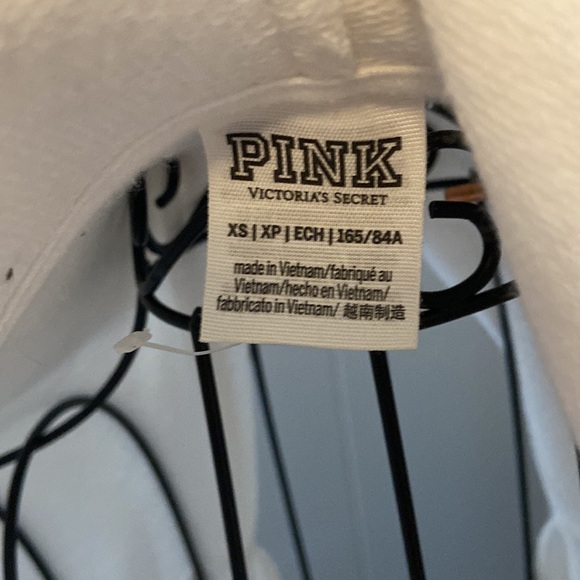 PINK
VICTORIA'S SECRET
XS | XP | ECH | 165/84A
made in Vietnam/fabriqué au
Vietnam/hecho en Vietnam/
fabbricato in Vietnam/ 越南制造